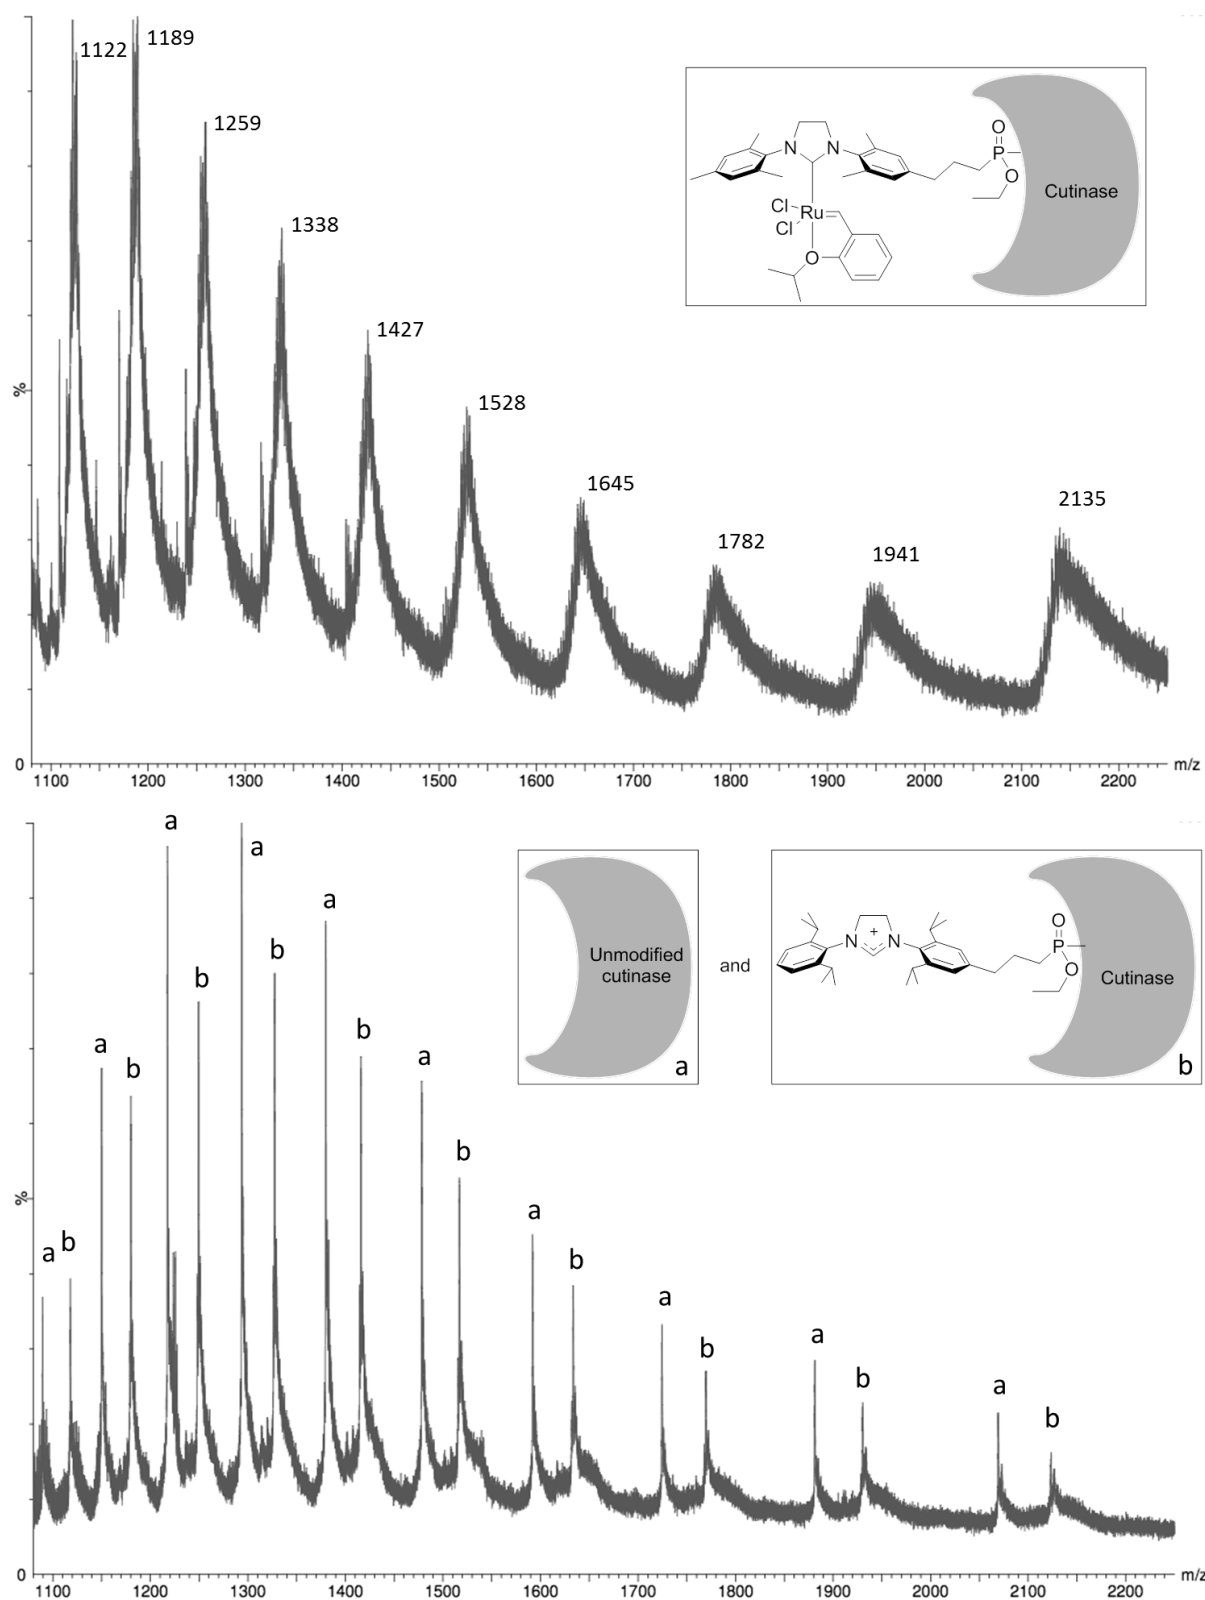 1122
1189
1259
1338
1427
1528
1645
1782
1941
2135
%
0
1100 1200 1300 1400 1500 1600 1700 1800 1900 2000 2100 2200 m/z
N N
O
P
O
Cl
Cl Ru
O
Cutinase
a a a a a a a a a a
b b b b b b b b b b
Unmodified
cutinase
a
and
N + N
O
P
O
Cutinase
b
%
0
1100 1200 1300 1400 1500 1600 1700 1800 1900 2000 2100 2200 m/z